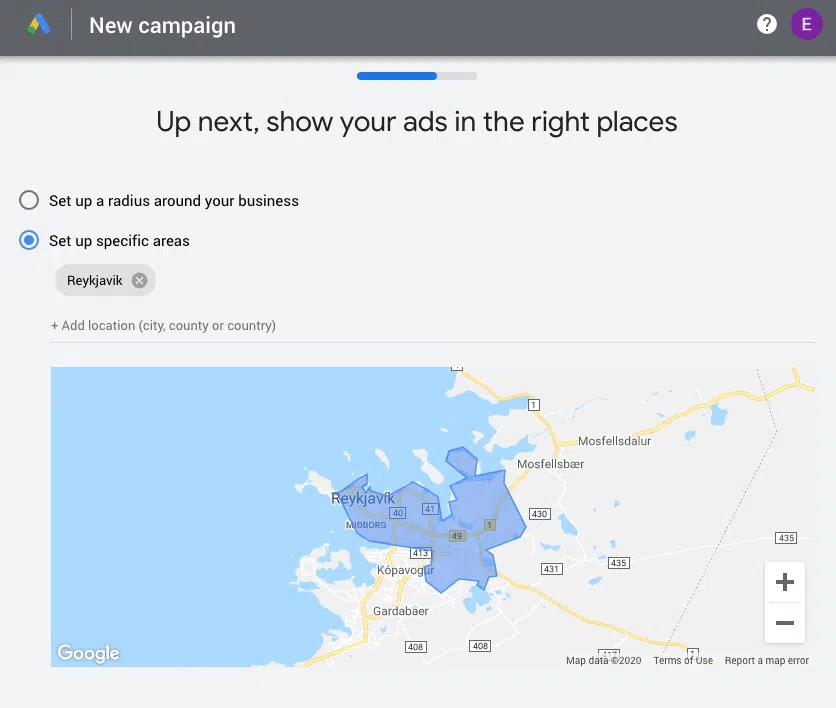 New campaign
?
E
Up next, show your ads in the right places
Set up a radius around your business
Set up specific areas
Reykjavik
+ Add location (city, county or country)
1
Mosfellsdalur
Mosfellsbær
Reykjavík
40
41
MIÐBORG
1
430
49
413
435
Kópavogur
431
435
Gardabaer
408
408
1
Google
Map data ©2020
Terms of Use
Report a map error